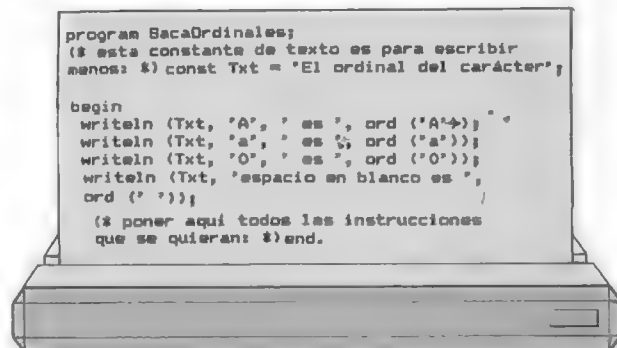 program BacaOrdinales;
(* esta constante de texto es para escribir
menos: *) const Txt = 'El ordinal del carácter';
begin
writeln (Txt, 'A', ' es ', ord ('A'));
writeln (Txt, 'a', ' es ', ord ('a'));
writeln (Txt, '0', ' es ', ord ('0'));
writeln (Txt, 'espacio en blanco es ',
ord (' '));
(* poner aquí todos las instrucciones
que se quieran: *) end.